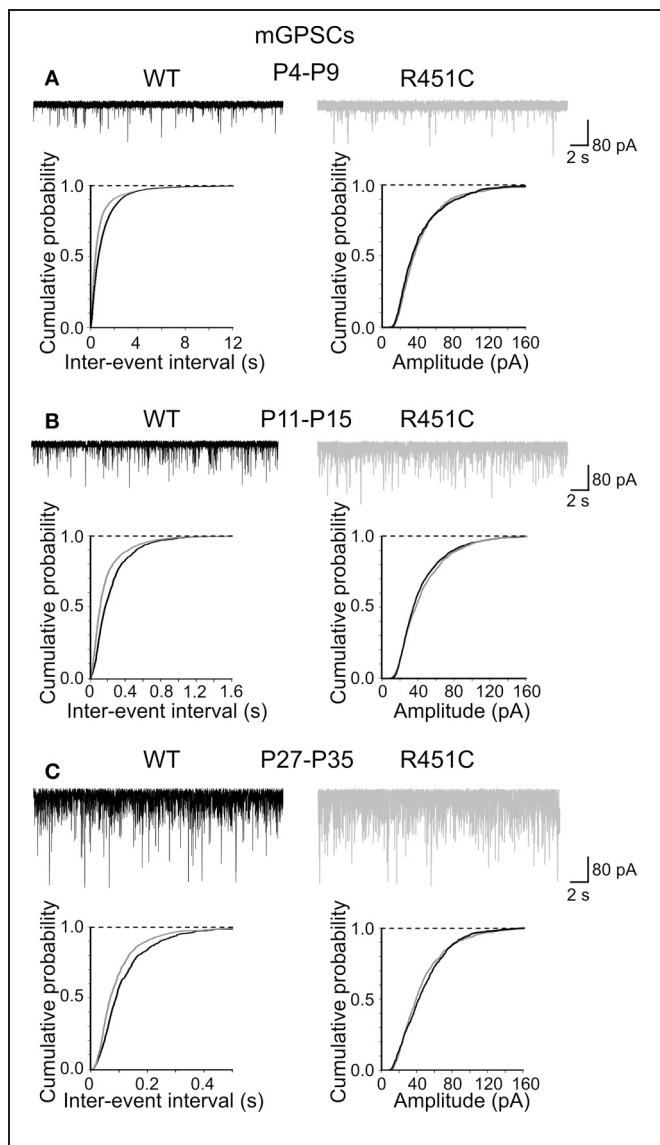 mGPSCs
A WT P4-P9 R451C
80 pA
2 s
Cumulative probability
1.0
0.5
0.0
0 4 8 12
Inter-event interval (s)
Cumulative probability
1.0
0.5
0.0
0 40 80 120 160
Amplitude (pA)
B WT P11-P15 R451C
80 pA
2 s
Cumulative probability
1.0
0.5
0.0
0 0.4 0.8 1.2 1.6
Inter-event interval (s)
Cumulative probability
1.0
0.5
0.0
0 40 80 120 160
Amplitude (pA)
C WT P27-P35 R451C
80 pA
2 s
Cumulative probability
1.0
0.5
0.0
0 0.2 0.4
Inter-event interval (s)
Cumulative probability
1.0
0.5
0.0
0 40 80 120 160
Amplitude (pA)